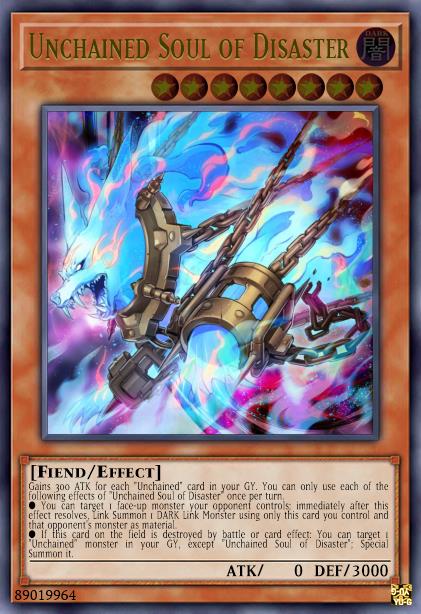 UNCHAINED SOUL OF DISASTER
DARK
闇
[FIEND/EFFECT]
Gains 300 ATK for each "Unchained" card in your GY. You can only use each of the
following effects of "Unchained Soul of Disaster" once per turn.
● You can target 1 face-up monster your opponent controls; immediately after this
effect resolves, Link Summon 1 DARK Link Monster using only this card you control and
that opponent's monster as material.
● If this card on the field is destroyed by battle or card effect: You can target 1
"Unchained" monster in your GY, except "Unchained Soul of Disaster"; Special
Summon it.
ATK/ 0 DEF/3000
89019964